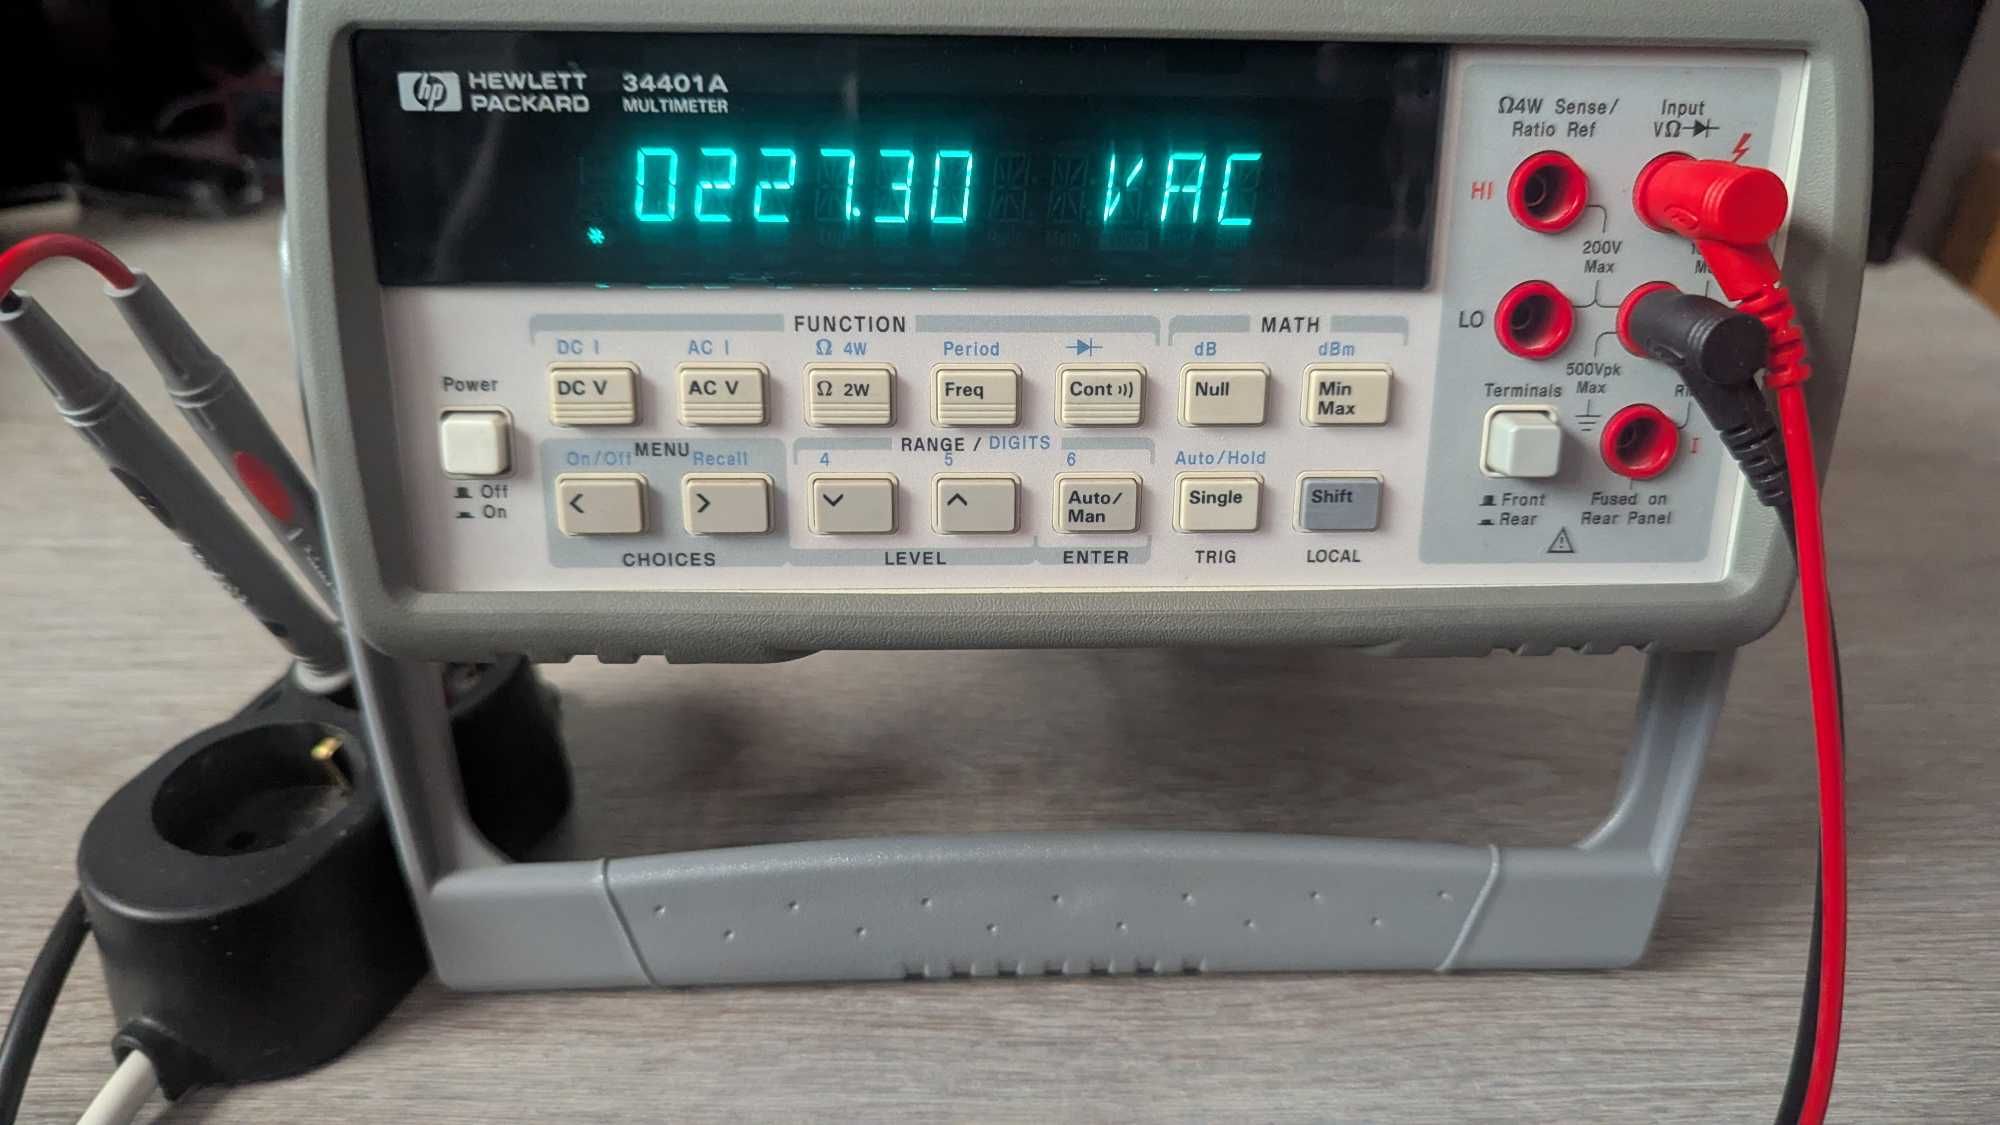 hp HEWLETT PACKARD
34401A
MULTIMETER
0227.30 VAC
*
Ω4W Sense/
Ratio Ref
Input
VΩ
HI
200V
Max
LO
500Vpk
Max
Terminals
I
Front
Rear
Fused on
Rear Panel
FUNCTION
MATH
DC I
AC I
Ω 4W
Period
dB
dBm
Power
DC V
AC V
Ω 2W
Freq
Cont
Null
Min
Max
Off
On
MENU
RANGE / DIGITS
On/Off
Recall
4
5
6
Auto/Hold
<
>
Auto/
Man
Single
Shift
CHOICES
LEVEL
ENTER
TRIG
LOCAL